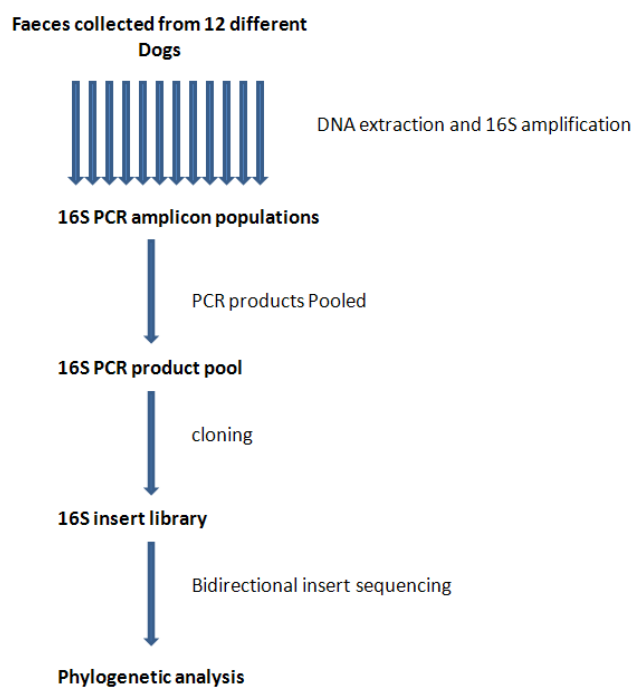 Faeces collected from 12 different
Dogs
DNA extraction and 16S amplification
16S PCR amplicon populations
PCR products Pooled
16S PCR product pool
cloning
16S insert library
Bidirectional insert sequencing
Phylogenetic analysis